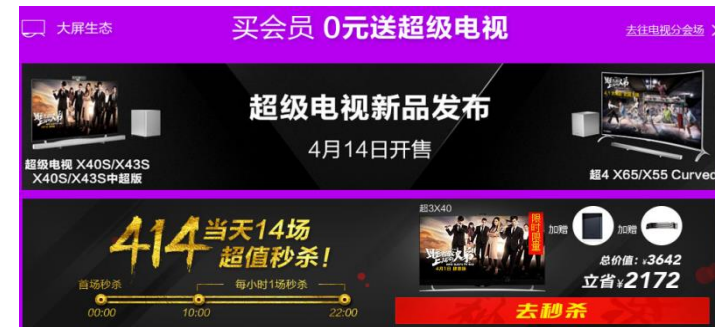 大屏生态
买会员 0元送超级电视
去往电视分会场
超级电视新品发布
4月14日开售
超级电视 X40S/X43S
X40S/X43S中超版
超4 X65/X55 Curved
414 当天14场
超值秒杀!
首场秒杀
每小时1场秒杀
00:00
10:00
22:00
超3X40
限时限量
加赠
加赠
总价值: ¥3642
立省¥2172
去秒杀